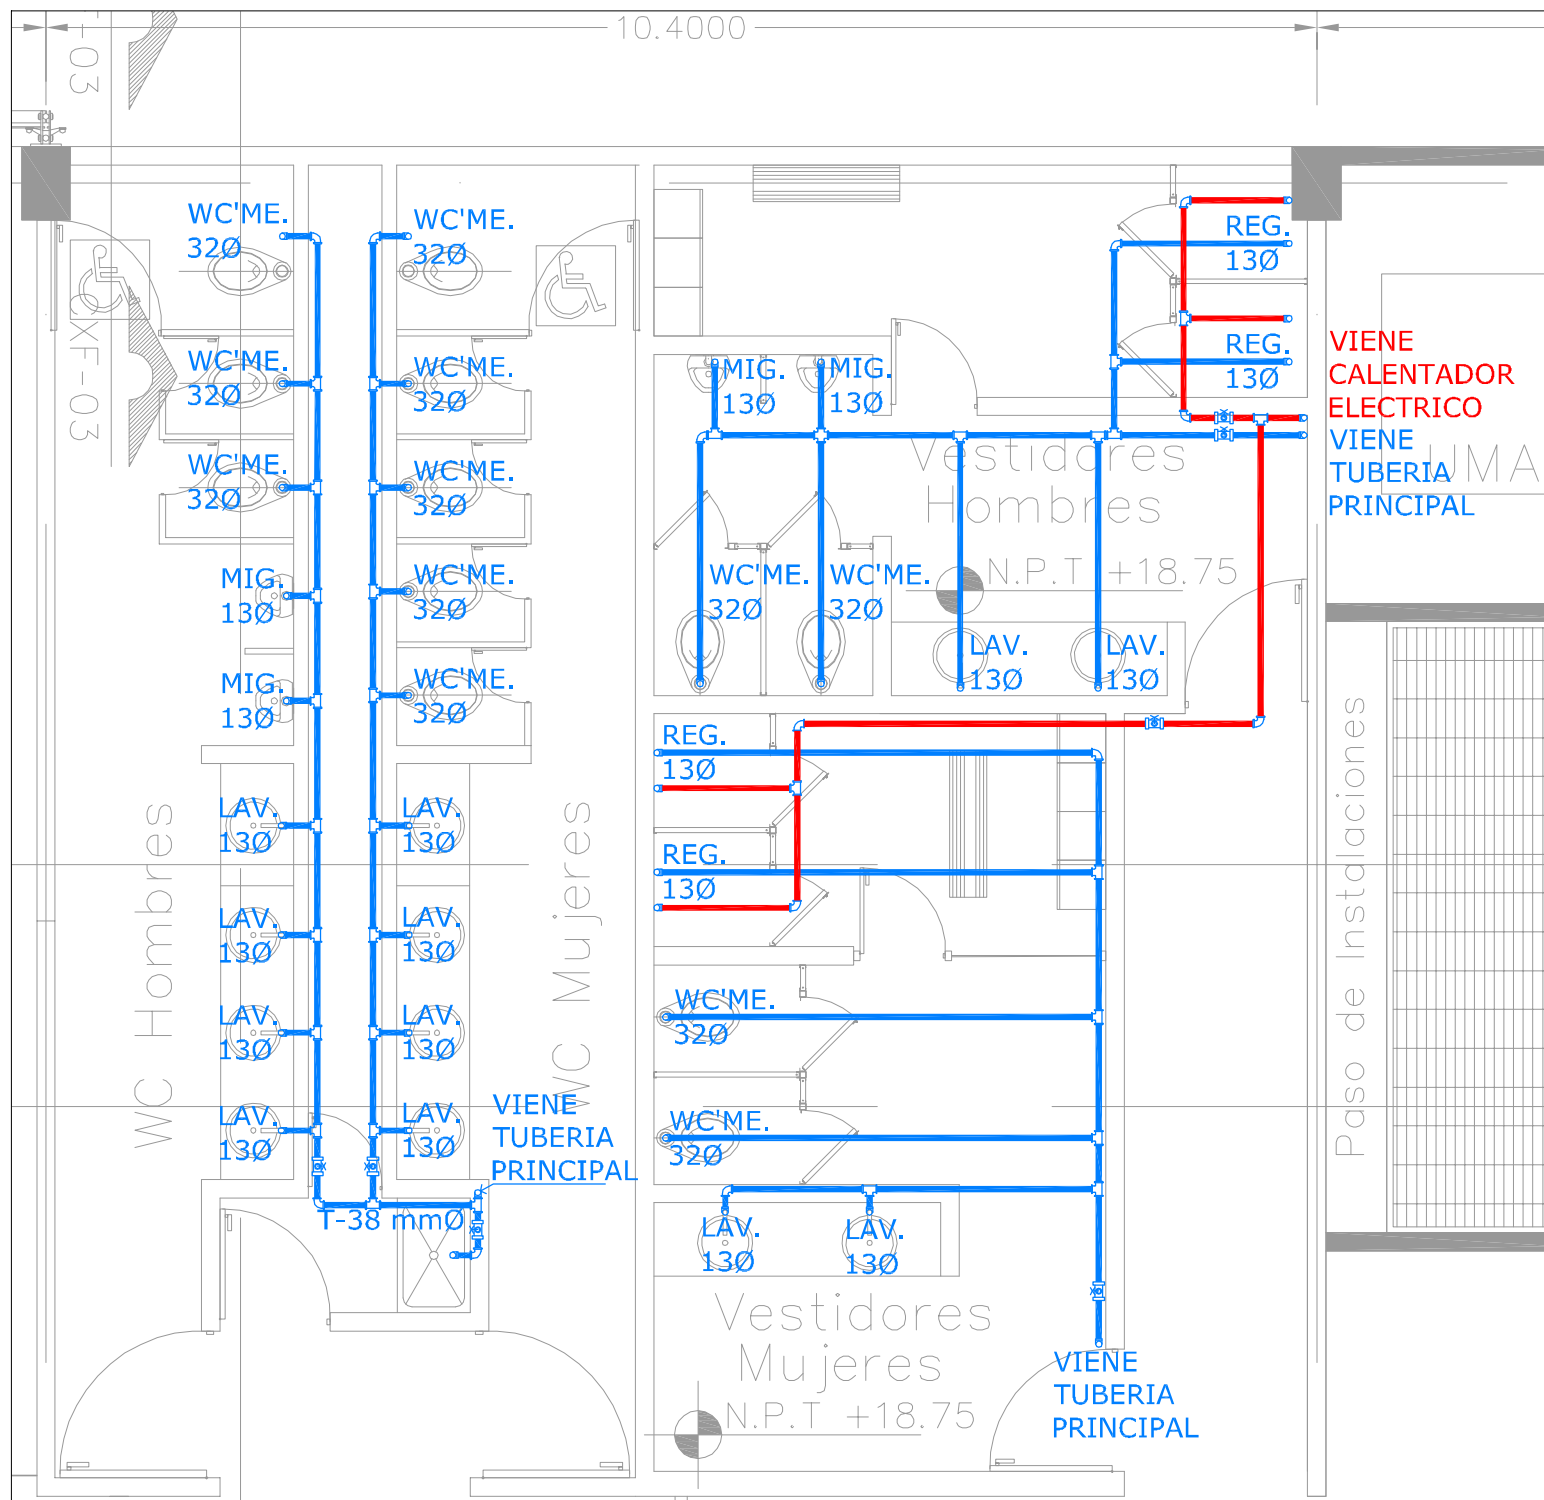 10.4000
-03
CXF-03
WC'ME.
32Ø
WC'ME.
32Ø
WC'ME.
32Ø
WC'ME.
32Ø
WC'ME.
32Ø
WC'ME.
32Ø
MIG.
13Ø
WC'ME.
32Ø
MIG.
13Ø
WC'ME.
32Ø
LAV.
13Ø
LAV.
13Ø
LAV.
13Ø
LAV.
13Ø
LAV.
13Ø
LAV.
13Ø
LAV.
13Ø
LAV.
13Ø
WC Hombres
WC Mujeres
VIENE
TUBERIA
PRINCIPAL
T-38 mmØ
MIG.
13Ø
MIG.
13Ø
REG.
13Ø
REG.
13Ø
VIENE
CALENTADOR
ELECTRICO
VIENE
TUBERIA
PRINCIPAL
UMA
Vestidores
Hombres
N.P.T +18.75
WC'ME.
32Ø
WC'ME.
32Ø
LAV.
13Ø
LAV.
13Ø
REG.
13Ø
REG.
13Ø
WC'ME.
32Ø
WC'ME.
32Ø
LAV.
13Ø
LAV.
13Ø
Vestidores
Mujeres
N.P.T +18.75
VIENE
TUBERIA
PRINCIPAL
Paso de Instalaciones